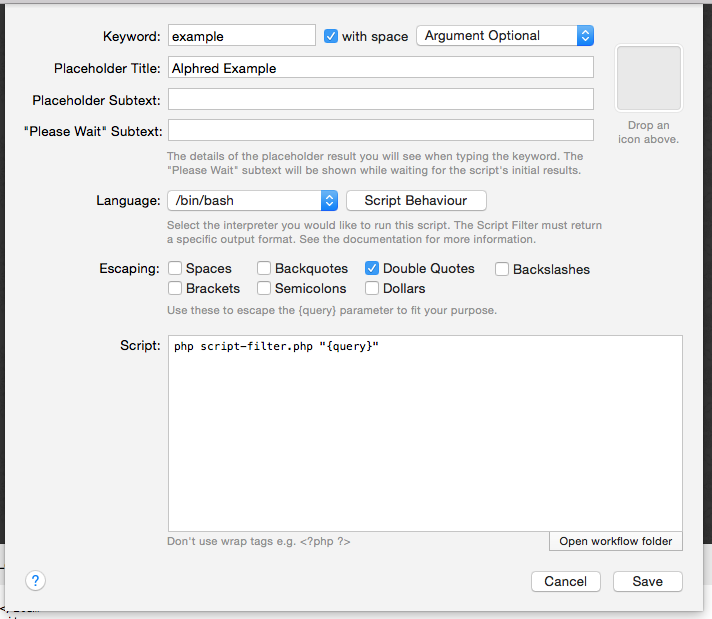 Keyword: example with space Argument Optional
Placeholder Title: Alphred Example
Placeholder Subtext:
"Please Wait" Subtext:
Drop an
icon above.
The details of the placeholder result you will see when typing the keyword. The
"Please Wait" subtext will be shown while waiting for the script's initial results.
Language: /bin/bash Script Behaviour
Select the interpreter you would like to run this script. The Script Filter must return
a specific output format. See the documentation for more information.
Escaping: Spaces Backquotes Double Quotes Backslashes
Brackets Semicolons Dollars
Use these to escape the {query} parameter to fit your purpose.
Script: php script-filter.php "{query}"
Don't use wrap tags e.g. <?php ?> Open workflow folder
? Cancel Save